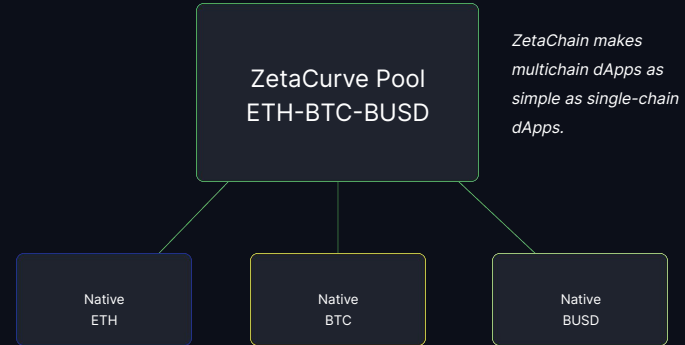 ZetaCurve Pool
ETH-BTC-BUSD
ZetaChain makes
multichain dApps as
simple as single-chain
dApps.
Native
ETH
Native
BTC
Native
BUSD